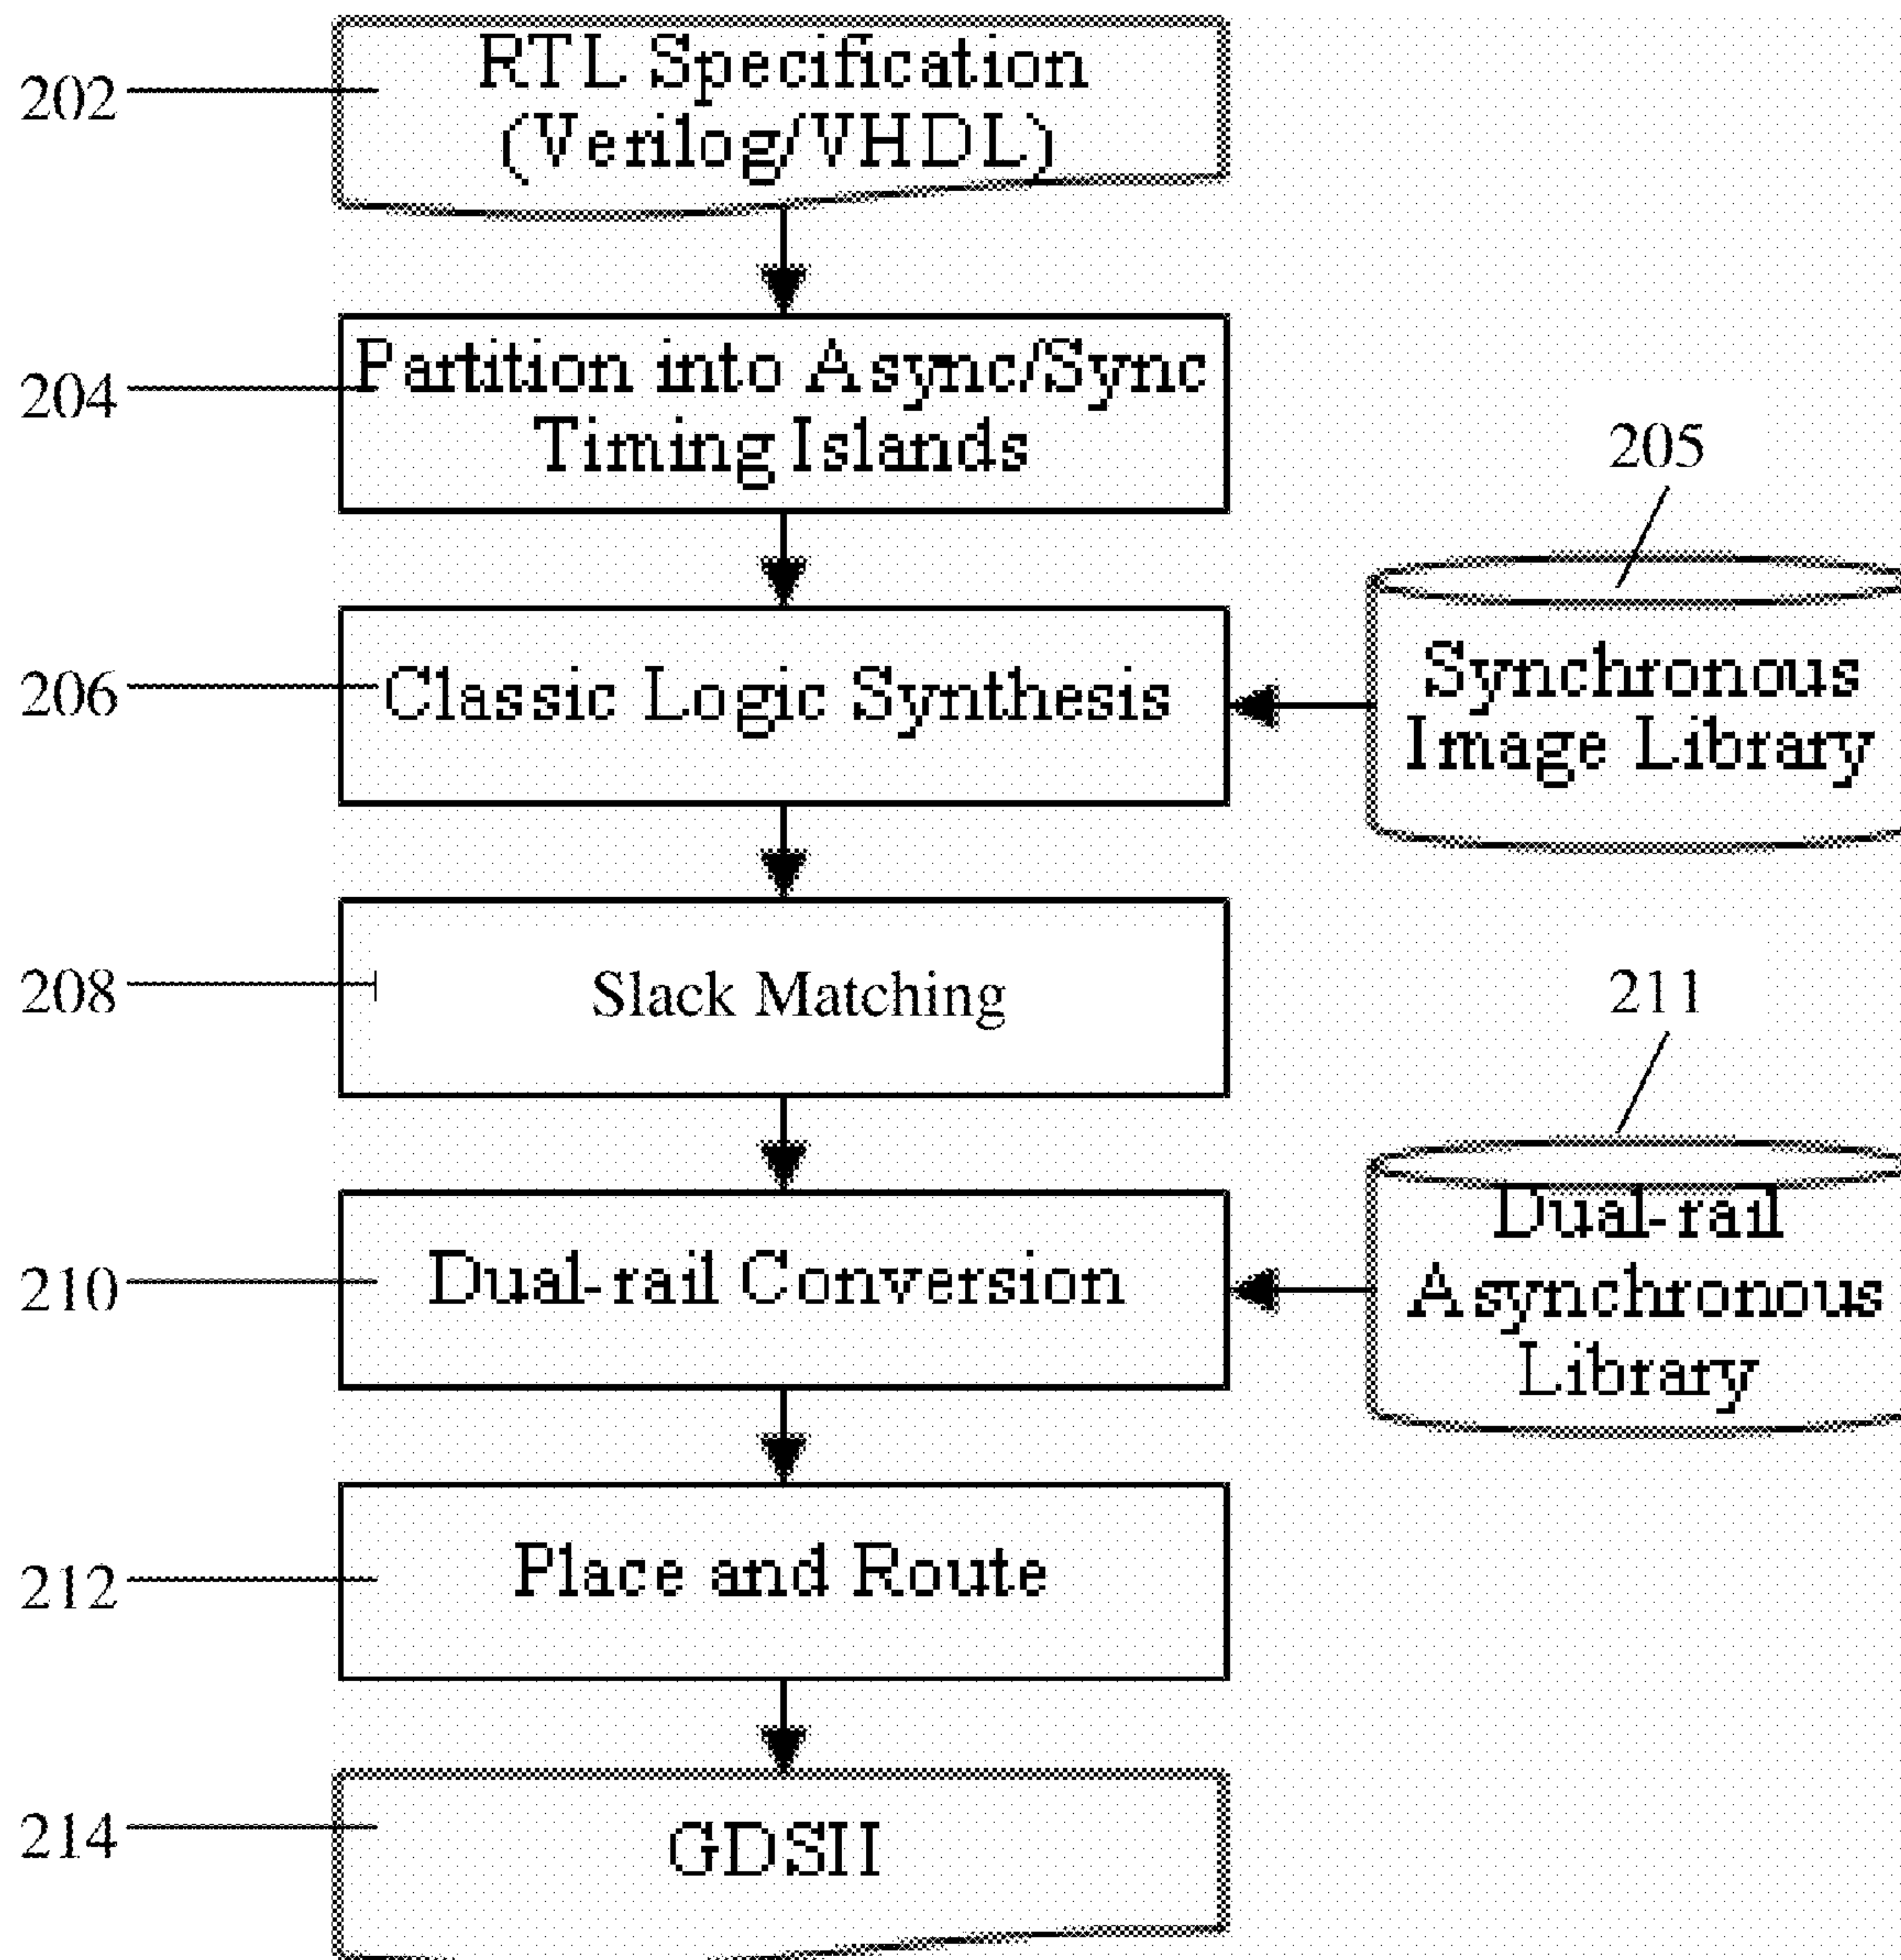 202
RTL Specification
(Verilog/VHDL)
204
Partition into Async/Sync
Timing Islands
205
206
Classic Logic Synthesis
Synchronous
Image Library
208
Slack Matching
211
210
Dual-rail Conversion
Dual-rail
Asynchronous
Library
212
Place and Route
214
GDSII